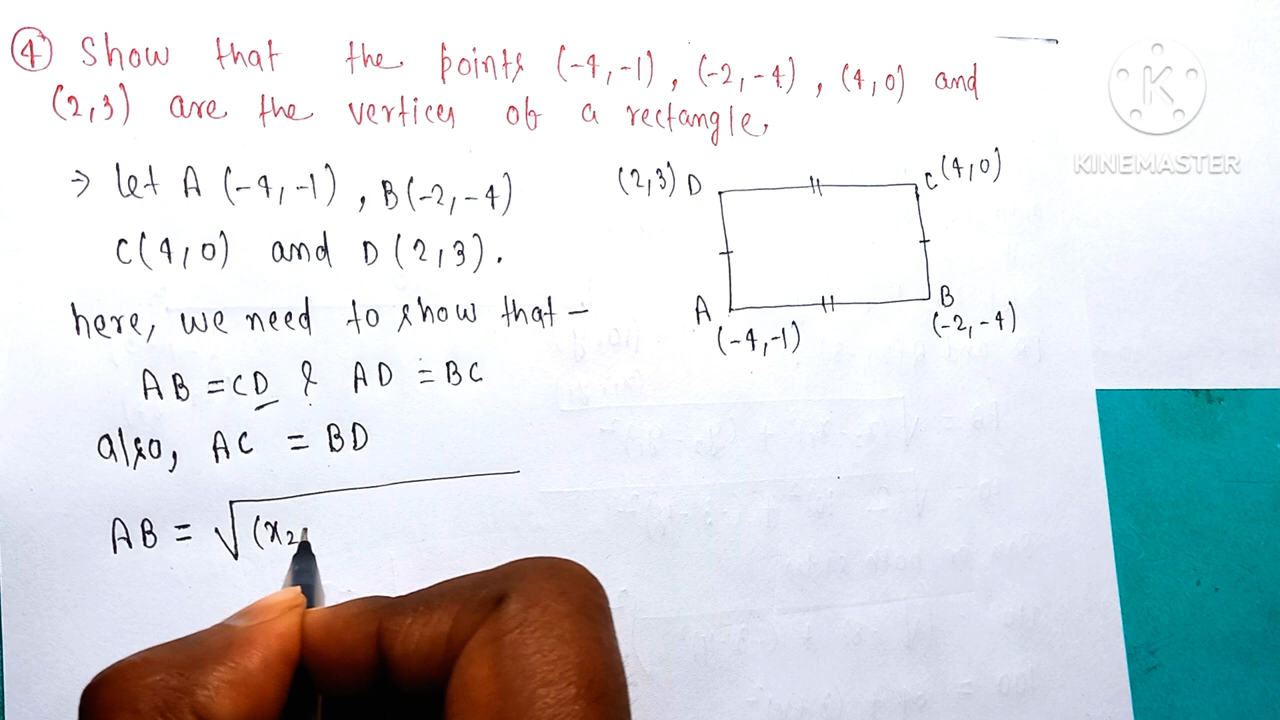 ④ Show that the points (-4,-1), (-2,-4), (4,0) and
(2,3) are the vertices of a rectangle.
⇒ let A (-4,-1), B(-2,-4)
C(4,0) and D(2,3).
here, we need to show that -
AB = CD & AD = BC
also, AC = BD
AB = √(x₂
(2,3) D
C (4,0)
A
(-4,-1)
B
(-2,-4)
K
KINEMASTER